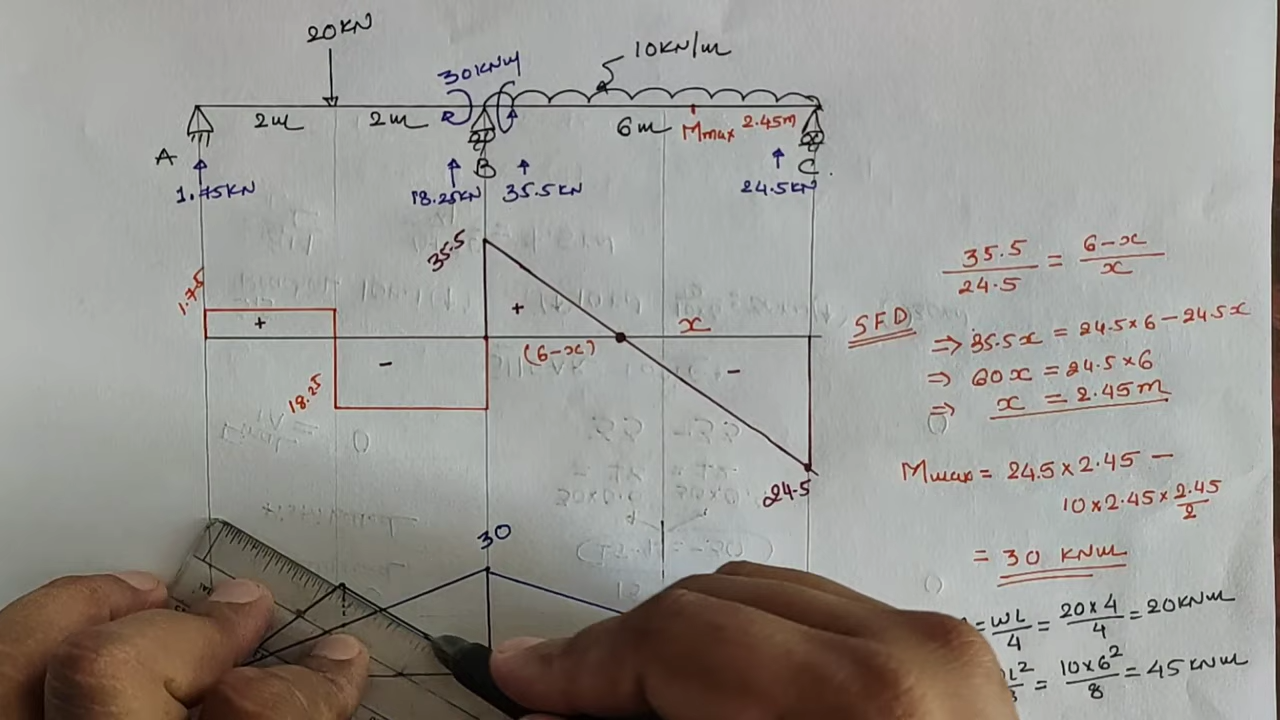 20KN
30KNM
10KN/m
2m
2m
6m
Mmax
2.45m
A
B
C
1.75KN
18.25KN
35.5KN
24.5KN
35.5
1.75
+
+
x
(6-x)
-
-
18.25
24.5
SFD
30
35.5/24.5 = 6-x/x
⇒ 35.5x = 24.5×6-24.5x
⇒ 60x = 24.5×6
⇒ x = 2.45m
Mmax = 24.5×2.45 -
10×2.45×2.45/2
= 30 KNM
= WL/4 = 20×4/4 = 20KNM
= 10×6²/8 = 45KNM